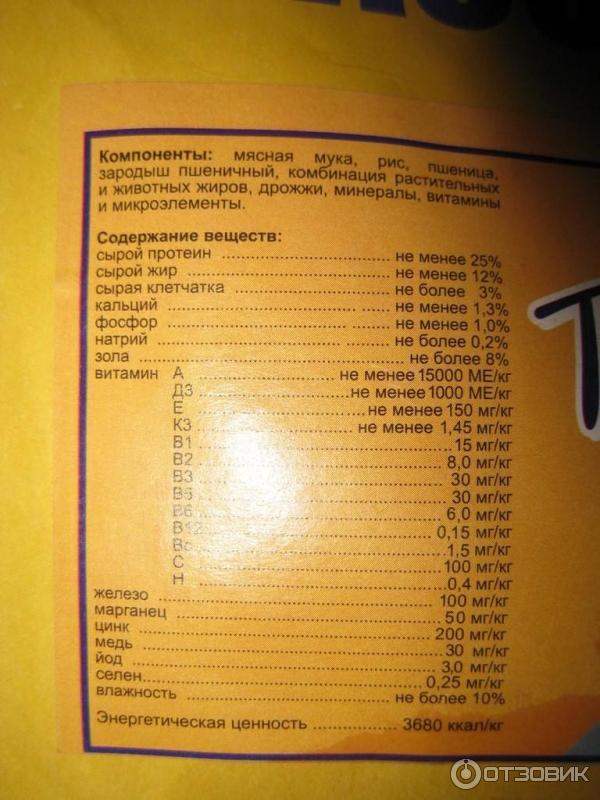 Компоненты: мясная мука, рис, пшеница,
зародыш пшеничный, комбинация растительных
и животных жиров, дрожжи, минералы, витамины
и микроэлементы.
Содержание веществ:
сырой протеин ........ не менее 25%
сырой жир ........ не менее 12%
сырая клетчатка ........ не более 3%
кальций ........ не менее 1,3%
фосфор ........ не менее 1,0%
натрий ........ не более 0,2%
зола ........ не более 8%
витамин А ........ не менее 15000 МЕ/кг
Д3 ........ не менее 1000 МЕ/кг
Е ........ не менее 150 мг/кг
К3 ........ не менее 1,45 мг/кг
В1 ........ 15 мг/кг
В2 ........ 8,0 мг/кг
В3 ........ 30 мг/кг
В5 ........ 30 мг/кг
В6 ........ 6,0 мг/кг
В12 ........ 0,15 мг/кг
Вс ........ 1,5 мг/кг
С ........ 100 мг/кг
Н ........ 0,4 мг/кг
железо ........ 100 мг/кг
марганец ........ 50 мг/кг
цинк ........ 200 мг/кг
медь ........ 30 мг/кг
йод ........ 3,0 мг/кг
селен ........ 0,25 мг/кг
влажность ........ не более 10%
Энергетическая ценность ........ 3680 ккал/кг
ОТЗОВИК